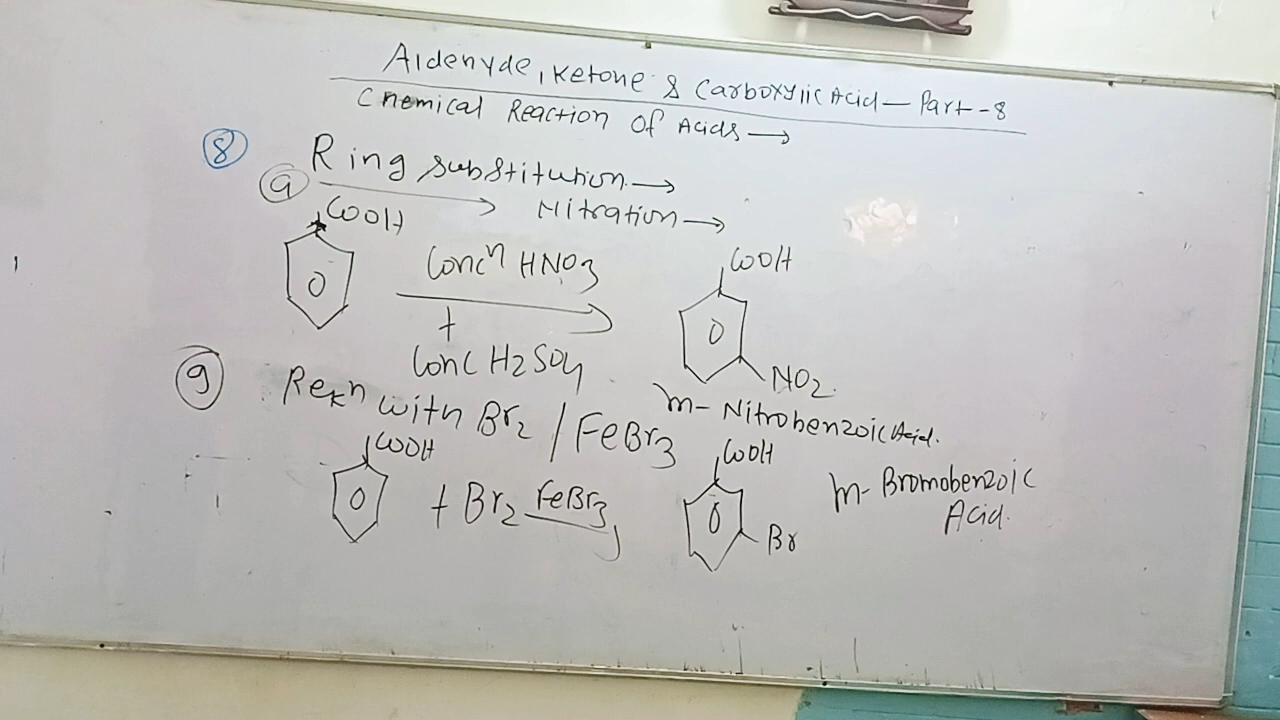 Aldehyde, Ketone & Carboxylic Acid — Part-8
Chemical Reaction Of Acids →
8 Ring substitution →
a Nitration →
COOH
Concn HNO3
+
Conc H2SO4
COOH
NO2.
m- Nitrobenzoic Acid.
9 Rexn with Br2 / FeBr3
COOH
+ Br2 FeBr3
COOH
Br
m- Bromobenzoic
Acid.